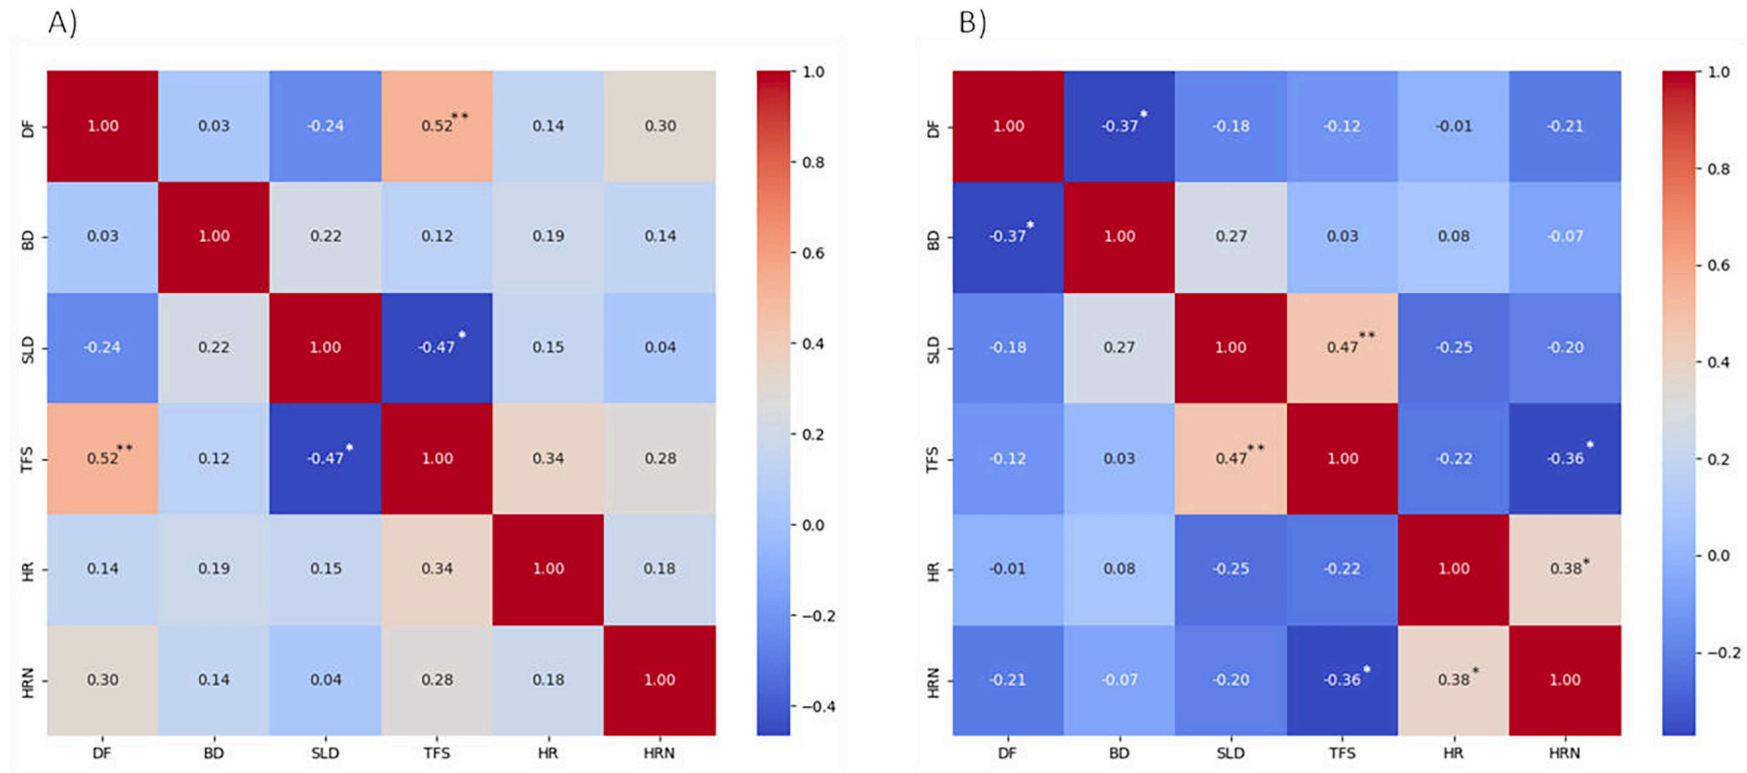 A)
DF 1.00 0.03 -0.24 0.52** 0.14 0.30
BD 0.03 1.00 0.22 0.12 0.19 0.14
SLD -0.24 0.22 1.00 -0.47* 0.15 0.04
TFS 0.52** 0.12 -0.47* 1.00 0.34 0.28
HR 0.14 0.19 0.15 0.34 1.00 0.18
HRN 0.30 0.14 0.04 0.28 0.18 1.00
DF BD SLD TFS HR HRN
1.0
0.8
0.6
0.4
0.2
0.0
−0.2
−0.4
B)
DF 1.00 -0.37* -0.18 -0.12 -0.01 -0.21
BD -0.37* 1.00 0.27 0.03 0.08 -0.07
SLD -0.18 0.27 1.00 0.47** -0.25 -0.20
TFS -0.12 0.03 0.47** 1.00 -0.22 -0.36*
HR -0.01 0.08 -0.25 -0.22 1.00 0.38*
HRN -0.21 -0.07 -0.20 -0.36* 0.38* 1.00
DF BD SLD TFS HR HRN
1.0
0.8
0.6
0.4
0.2
0.0
−0.2